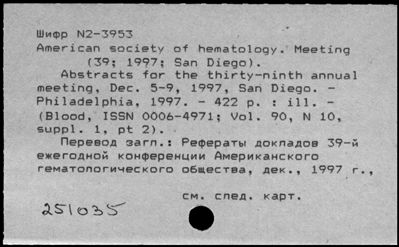 Шифр N2-3953
American society of hematology. Meeting
(39; 1997; San Diego).
Abstracts for the thirty-ninth annual
meeting, Dec. 5-9, 1997, San Diego. -
Philadelphia, 1997. - 422 p. : ill. -
(Blood, ISSN 0006-4971; Vol. 90, N 10,
suppl. 1, pt 2).
Перевод загл.: Рефераты докладов 39-й
ежегодной конференции Американского
гематологического общества, дек., 1997 г.,
см. след. карт.
251035